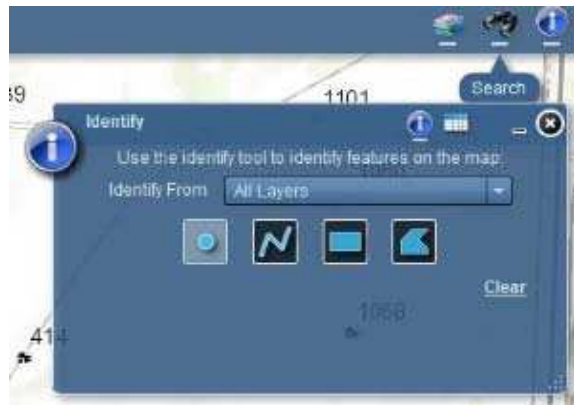 Search
39
1101
Identify
Use the identify tool to identify features on the map.
Identify From All Layers
Clear
1068
414